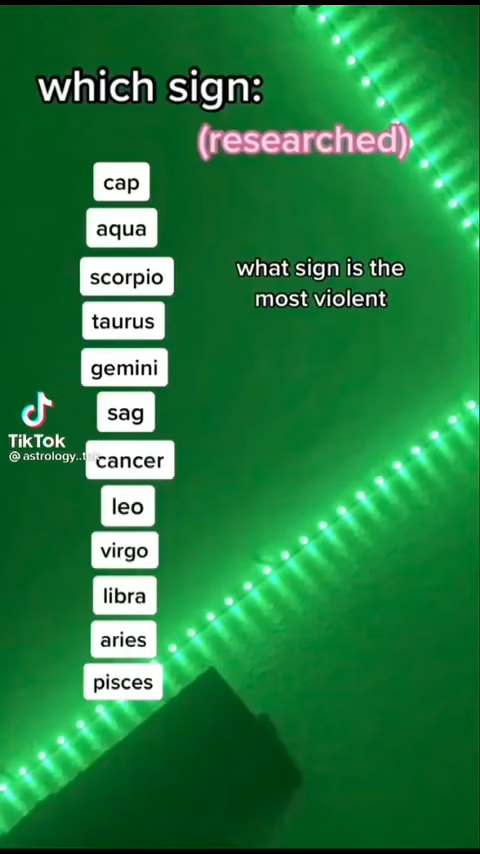 which sign:
(researched)
cap
aqua
scorpio
what sign is the
most violent
taurus
gemini
sag
TikTok
@ astrology..
cancer
leo
virgo
libra
aries
pisces